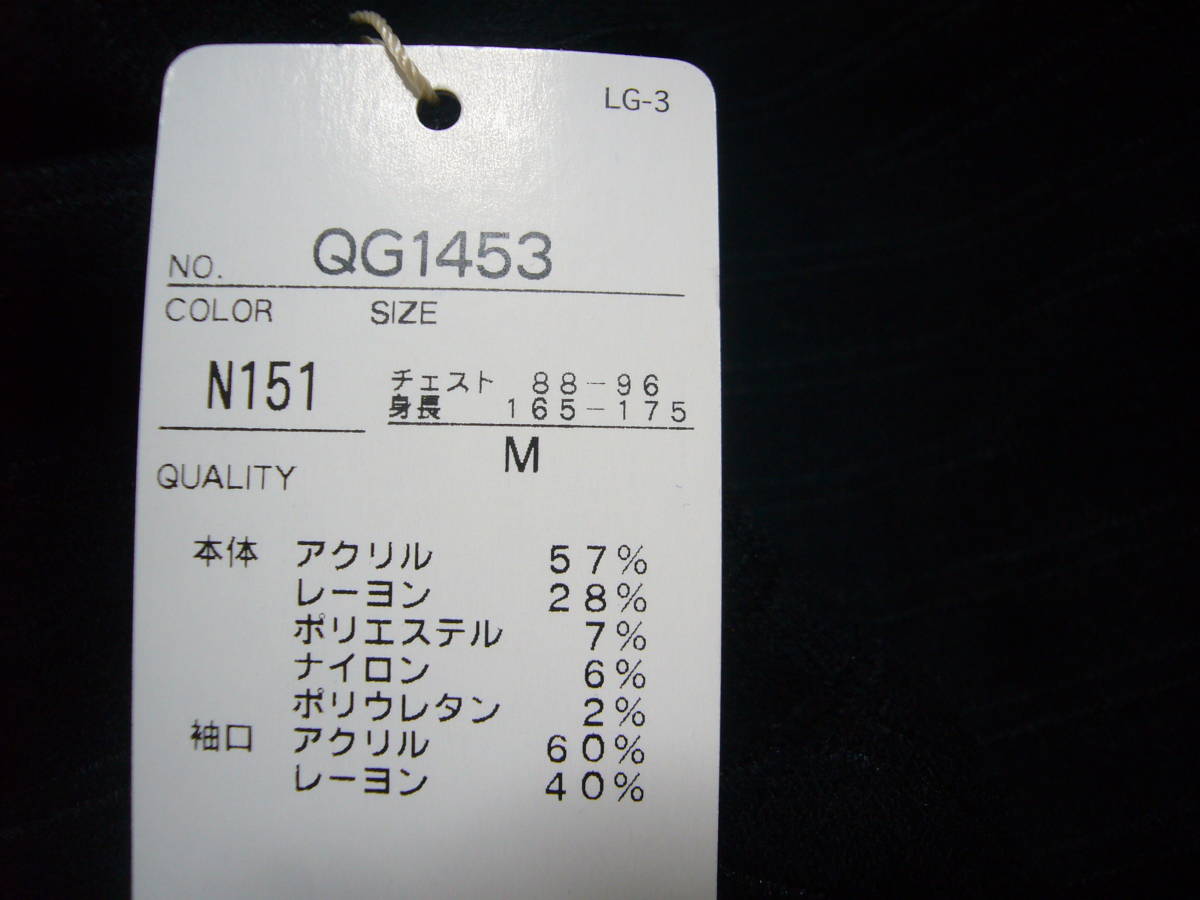 LG-3
NO. QG1453
COLOR SIZE
N151
チェスト 88-96
身長 165-175
M
QUALITY
本体 アクリル 57%
レーヨン 28%
ポリエステル 7%
ナイロン 6%
ポリウレタン 2%
袖口 アクリル 60%
レーヨン 40%